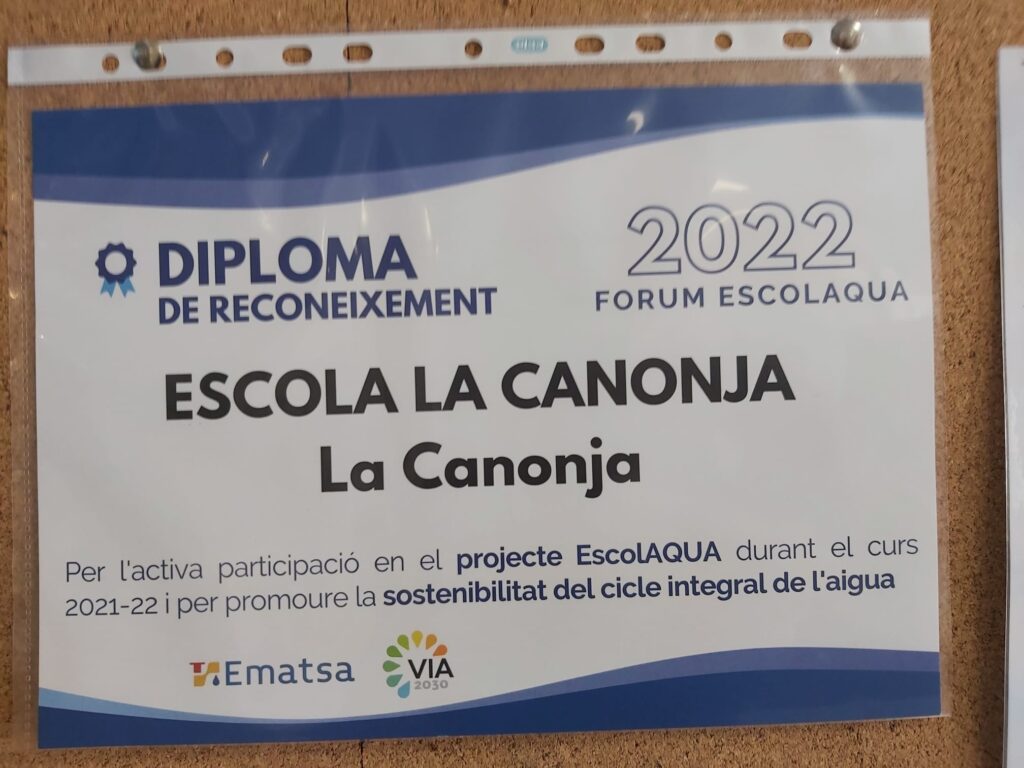 DIPLOMA
DE RECONEIXEMENT
2022
FORUM ESCOLAQUA
ESCOLA LA CANONJA
La Canonja
Per l'activa participació en el projecte EscolAQUA durant el curs
2021-22 i per promoure la sostenibilitat del cicle integral de l'aigua
Ematsa
VIA
2030